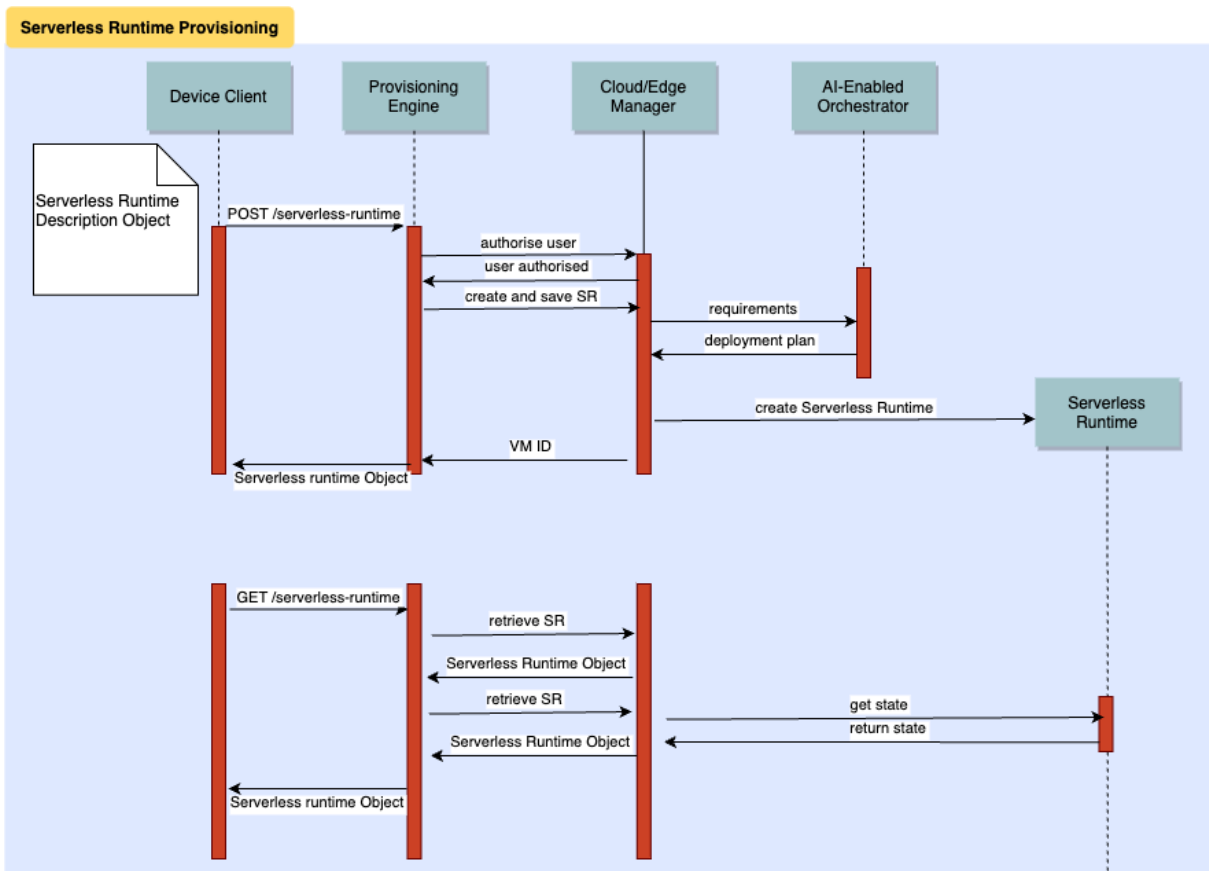 Serverless Runtime Provisioning
Device Client
Provisioning
Engine
Cloud/Edge
Manager
AI-Enabled
Orchestrator
Serverless Runtime
Description Object
POST /serverless-runtime
authorise user
user authorised
create and save SR
requirements
deployment plan
create Serverless Runtime
Serverless
Runtime
VM ID
Serverless runtime Object
GET /serverless-runtime
retrieve SR
Serverless Runtime Object
retrieve SR
get state
return state
Serverless Runtime Object
Serverless runtime Object